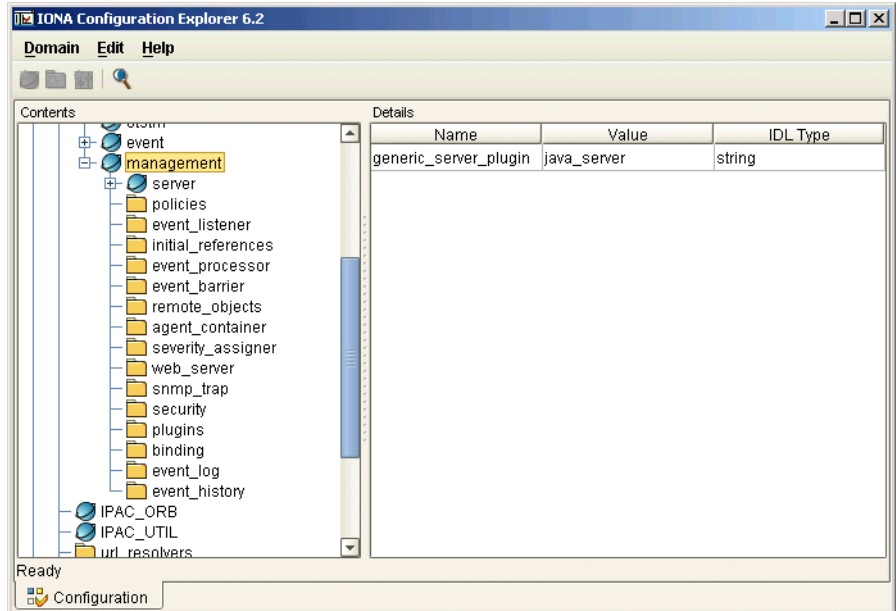 IONA Configuration Explorer 6.2
Domain Edit Help
Contents
event
management
server
policies
event_listener
initial_references
event_processor
event_barrier
remote_objects
agent_container
severity_assigner
web_server
snmp_trap
security
plugins
binding
event_log
event_history
IPAC_ORB
IPAC_UTIL
url_resolvers
Details
Name Value IDL Type
generic_server_plugin java_server string
Ready
Configuration